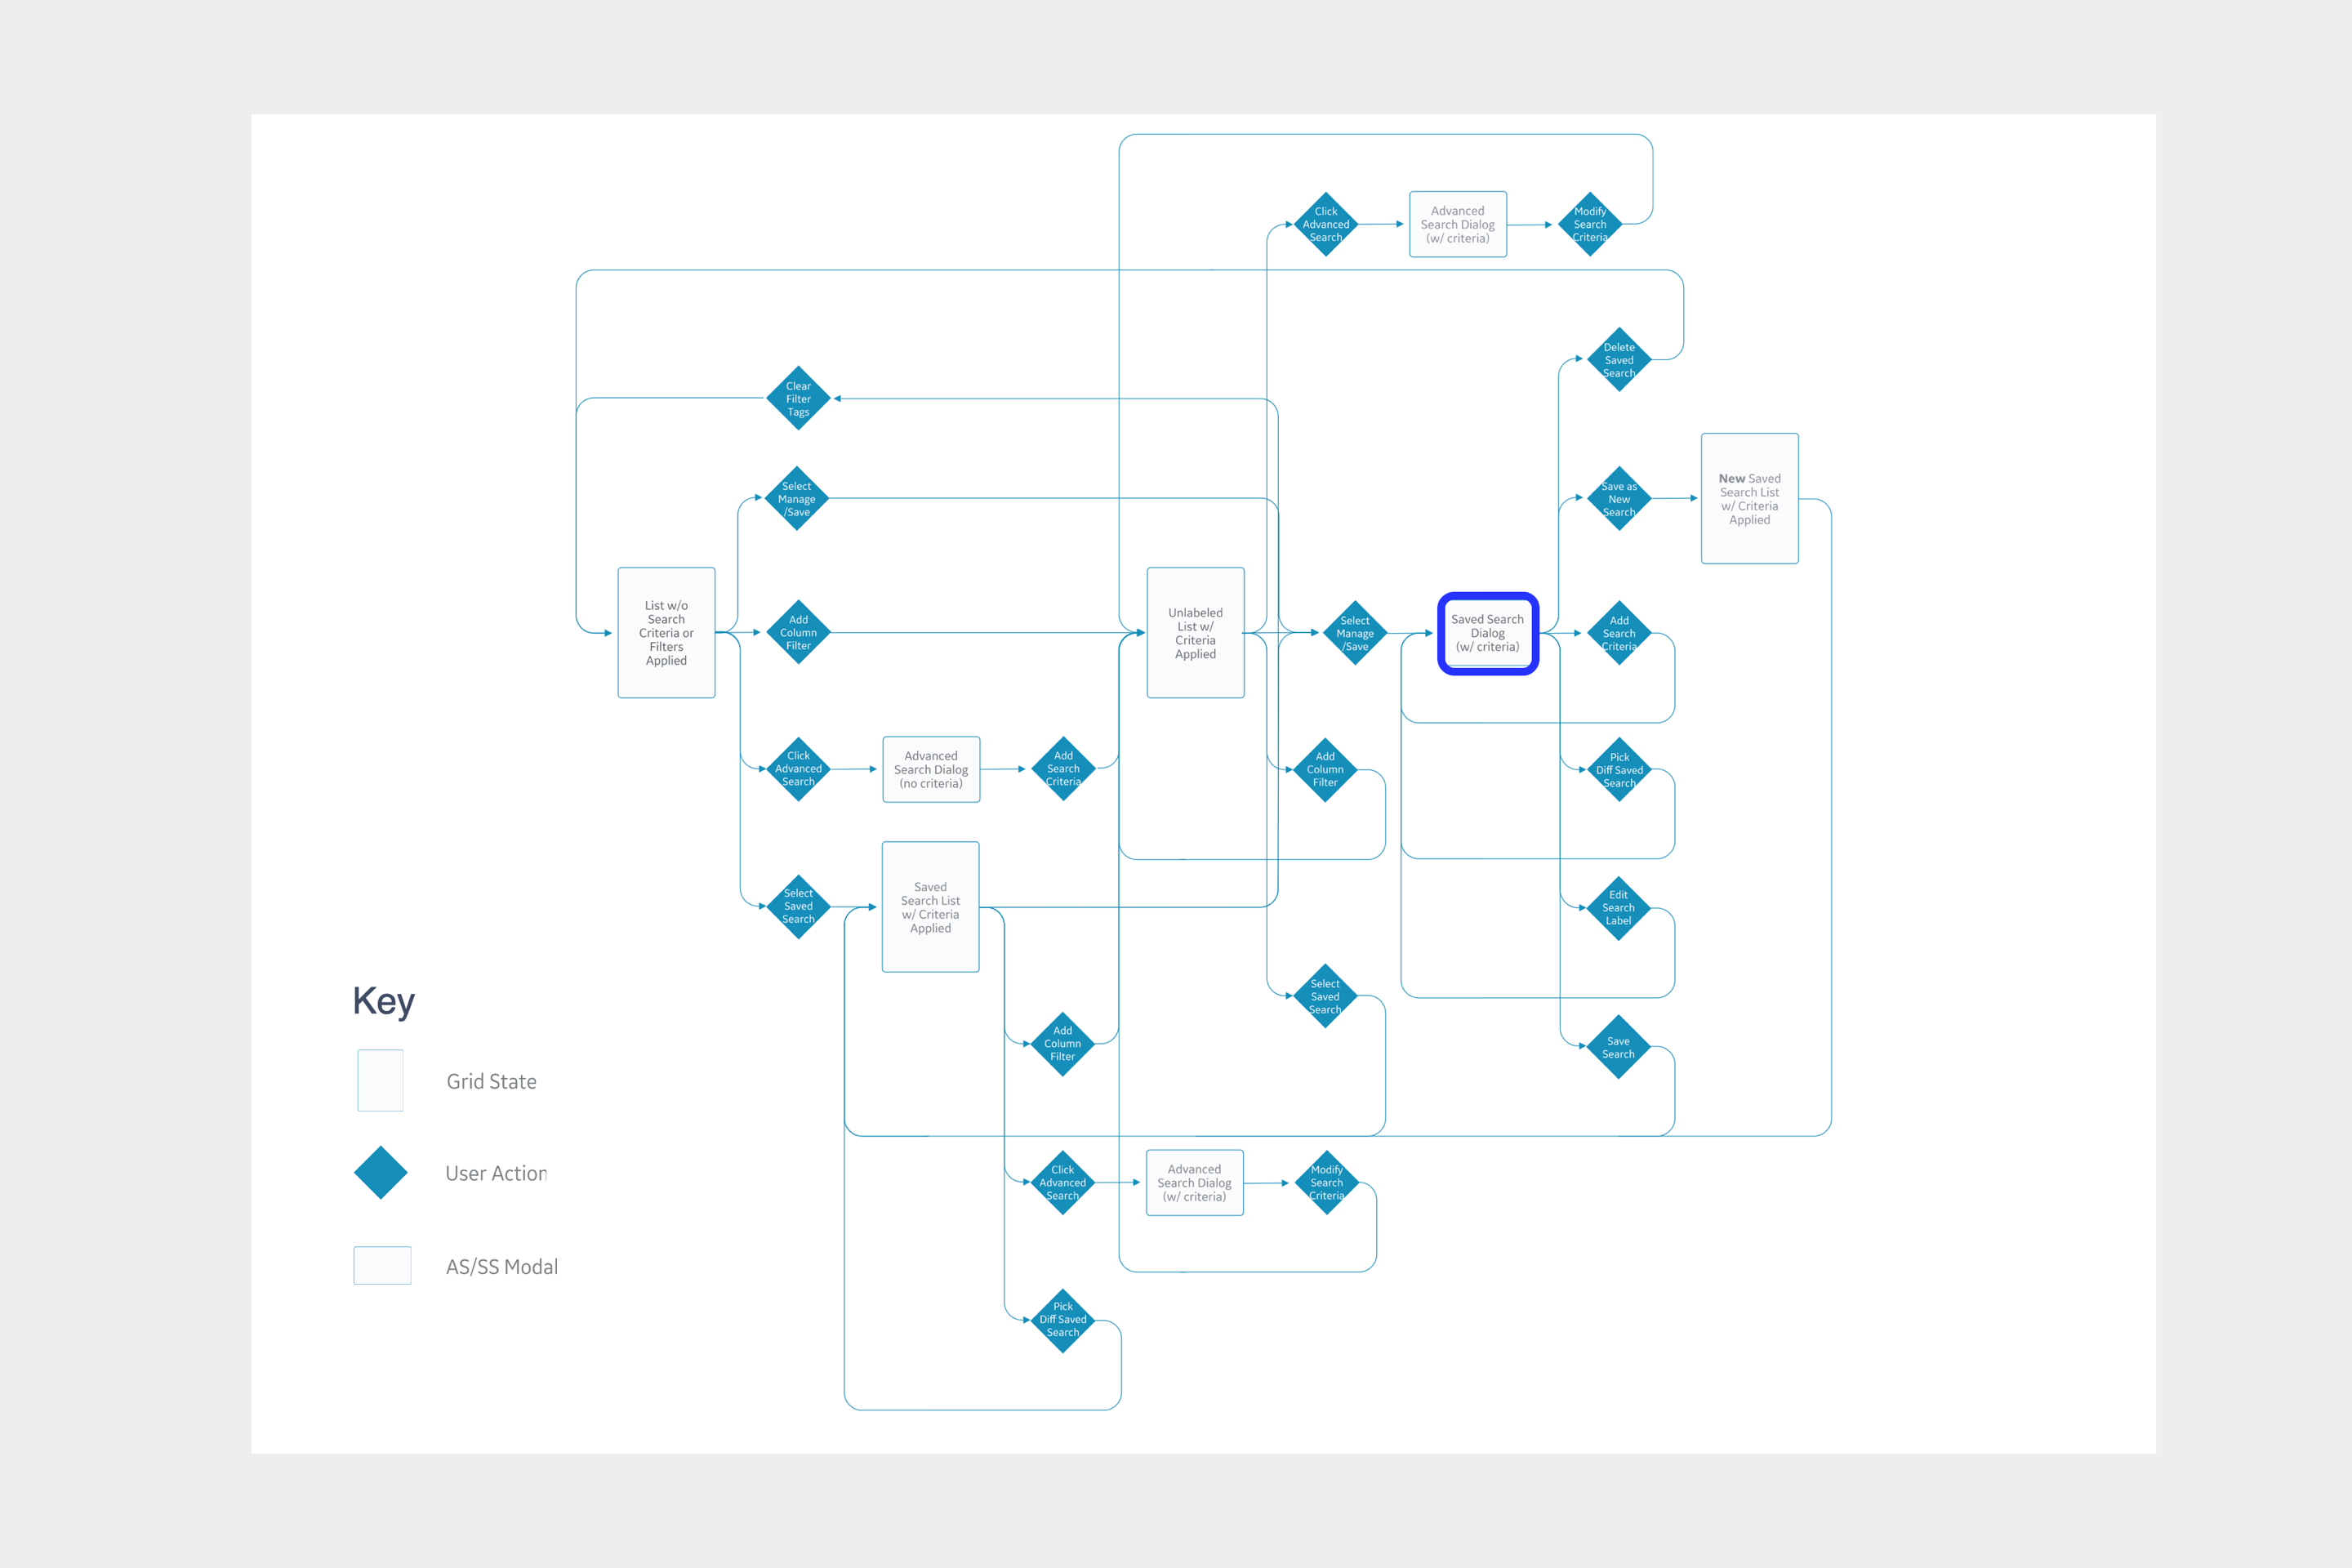 Click
Advanced
Search
Advanced
Search Dialog
(w/ criteria)
Modify
Search
Criteria
Delete
Saved
Search
Clear
Filter
Tags
Select
Manage
/Save
Save as
New
Search
New Saved
Search List
w/ Criteria
Applied
List w/o
Search
Criteria or
Filters
Applied
Add
Column
Filter
Unlabeled
List w/
Criteria
Applied
Select
Manage
/Save
Saved Search
Dialog
(w/ criteria)
Add
Search
Criteria
Click
Advanced
Search
Advanced
Search Dialog
(no criteria)
Add
Search
Criteria
Add
Column
Filter
Pick
Diff Saved
Search
Select
Saved
Search
Saved
Search List
w/ Criteria
Applied
Edit
Search
Label
Select
Saved
Search
Add
Column
Filter
Save
Search
Click
Advanced
Search
Advanced
Search Dialog
(w/ criteria)
Modify
Search
Criteria
Pick
Diff Saved
Search
Key
Grid State
User Action
AS/SS Modal